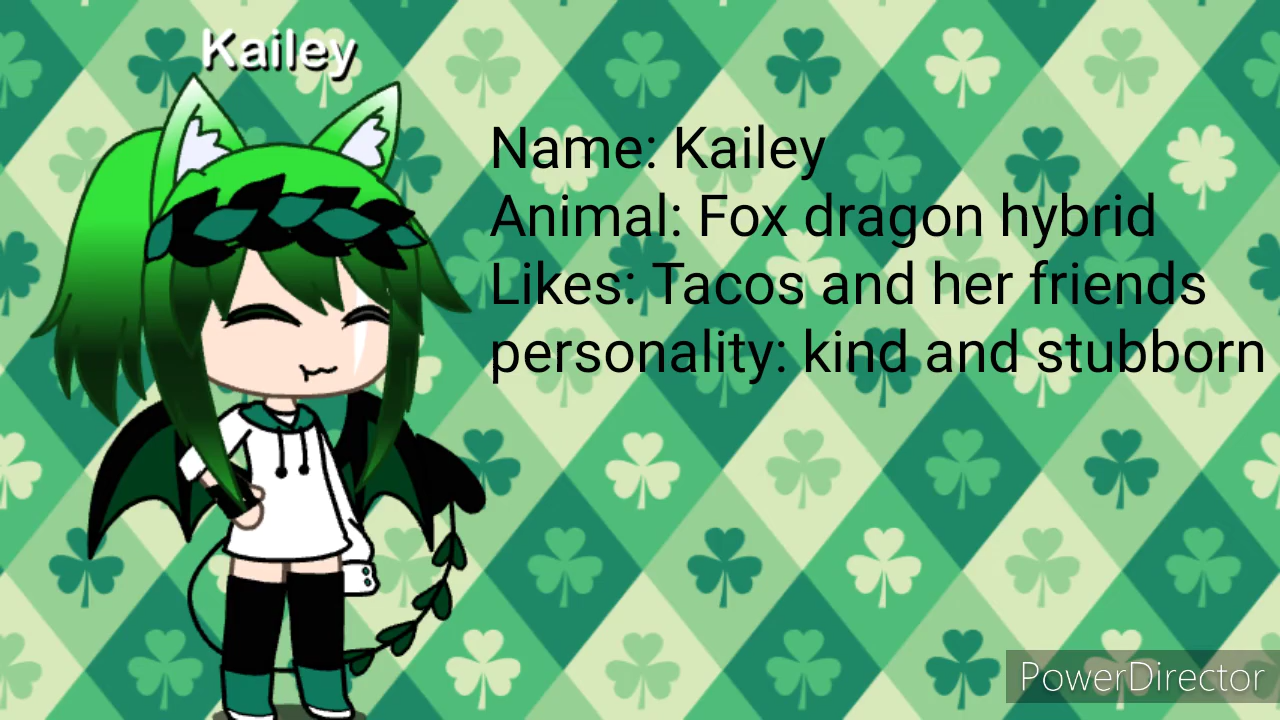 Kailey
Name: Kailey
Animal: Fox dragon hybrid
Likes: Tacos and her friends
personality: kind and stubborn
PowerDirector